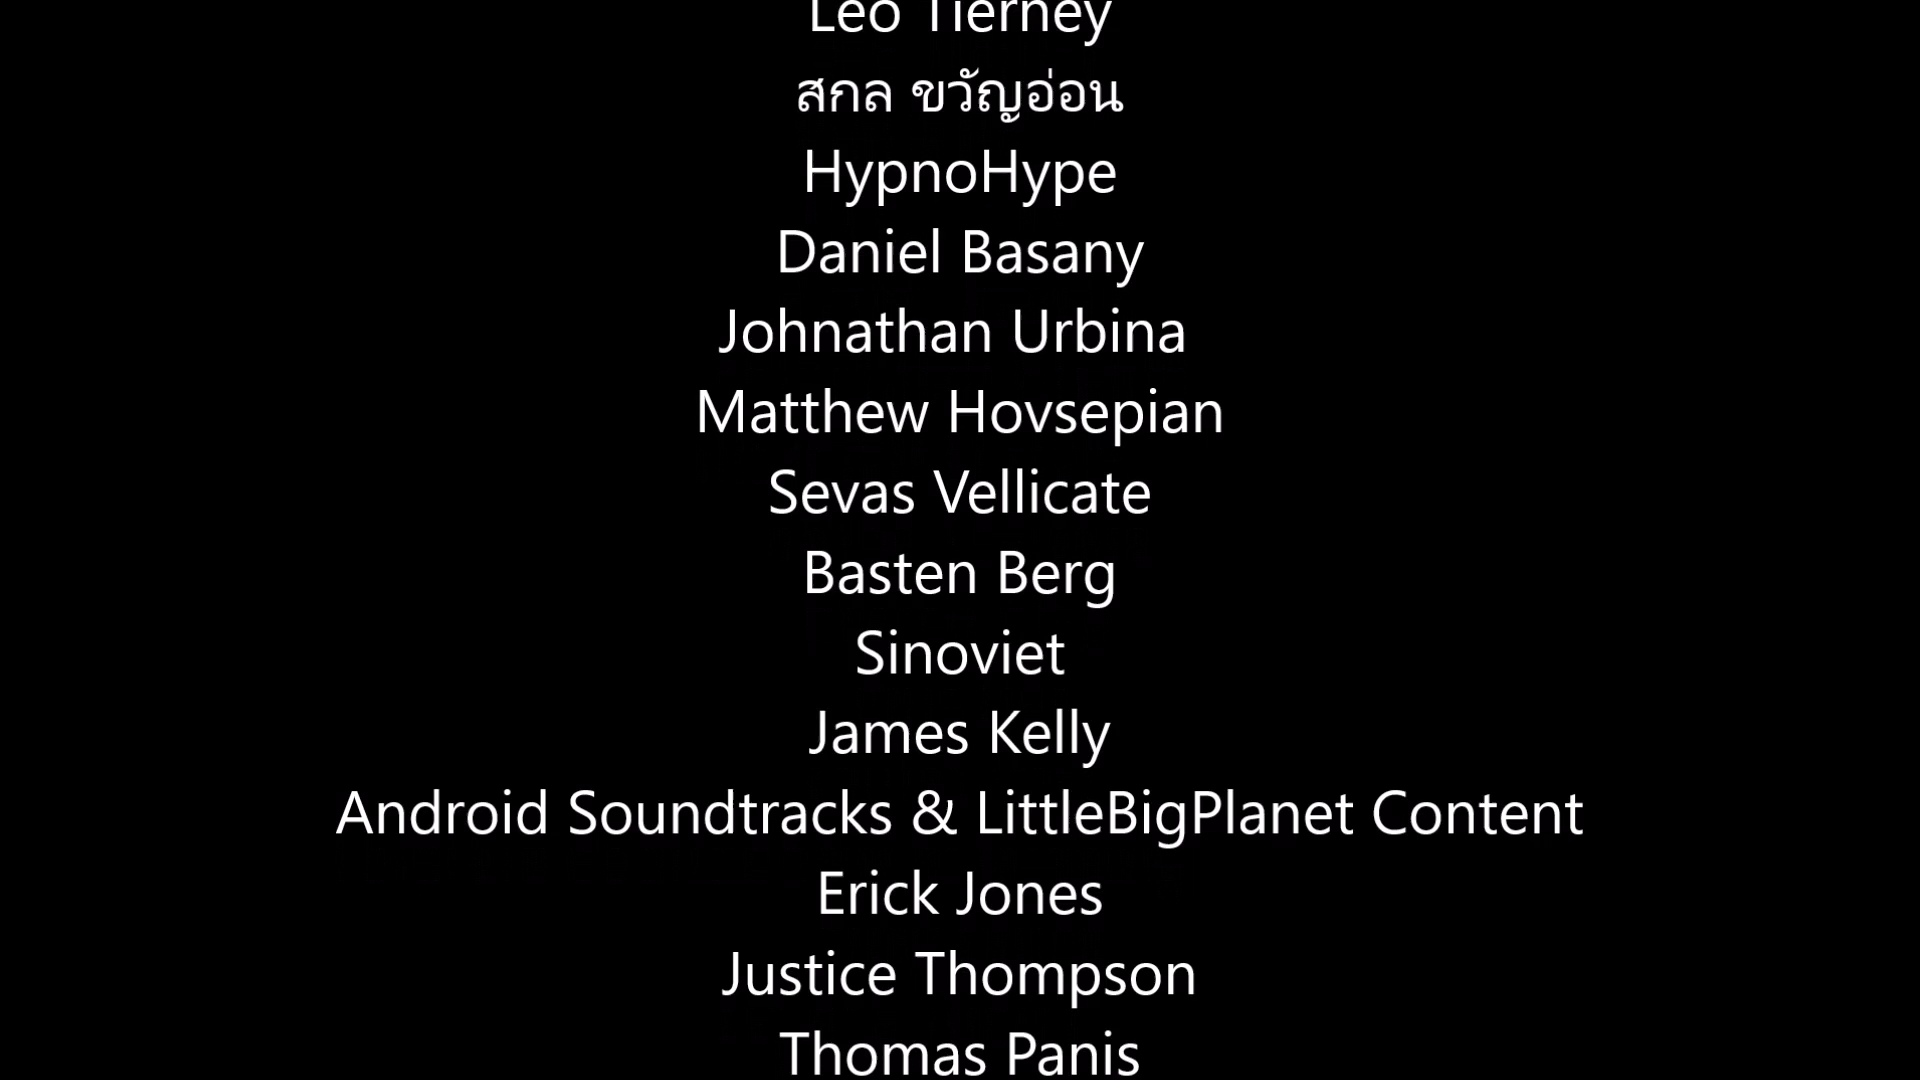 Leo Tierney
สกล ขวัญอ่อน
HypnoHype
Daniel Basany
Johnathan Urbina
Matthew Hovsepian
Sevas Vellicate
Basten Berg
Sinoviet
James Kelly
Android Soundtracks & LittleBigPlanet Content
Erick Jones
Justice Thompson
Thomas Panis